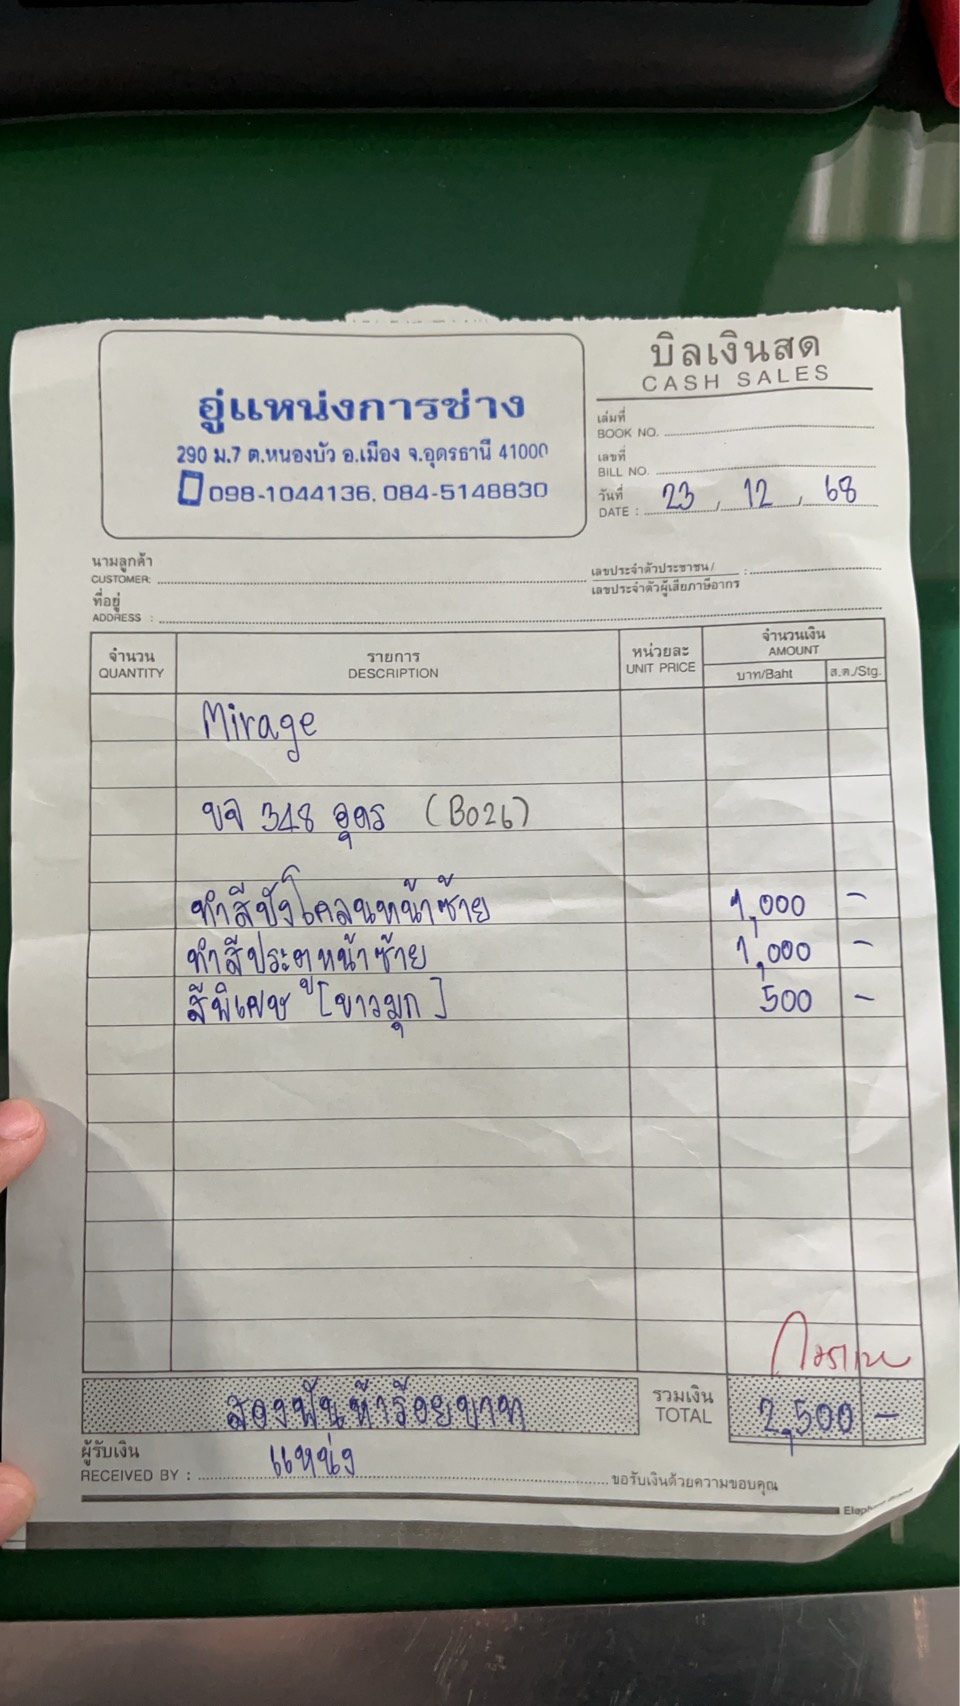 บิลเงินสด
CASH SALES
อู่แหน่งการช่าง
290 ม.7 ต.หนองบัว อ.เมือง จ.อุดรธานี 41000
098-1044136, 084-5148830
เล่มที่
BOOK NO.
เลขที่
BILL NO.
วันที่
DATE : 23 / 12 / 68
นามลูกค้า
CUSTOMER:
เลขประจำตัวประชาชน/
เลขประจำตัวผู้เสียภาษีอากร :
ที่อยู่
ADDRESS :
จำนวน
QUANTITY
รายการ
DESCRIPTION
หน่วยละ
UNIT PRICE
จำนวนเงิน
AMOUNT
บาท/Baht ส.ต./Stg.
Mirage
ขจ 348 อุดร (B026)
ทำสีบังโคลนหน้าซ้าย 1,000 -
ทำสีประตูหน้าซ้าย 1,000 -
สีพิเศษ [ขาวมุก] 500 -
สองพันห้าร้อยบาท
รวมเงิน
TOTAL
2,500 -
ผู้รับเงิน
RECEIVED BY : แหน่ง
ขอรับเงินด้วยความขอบคุณ